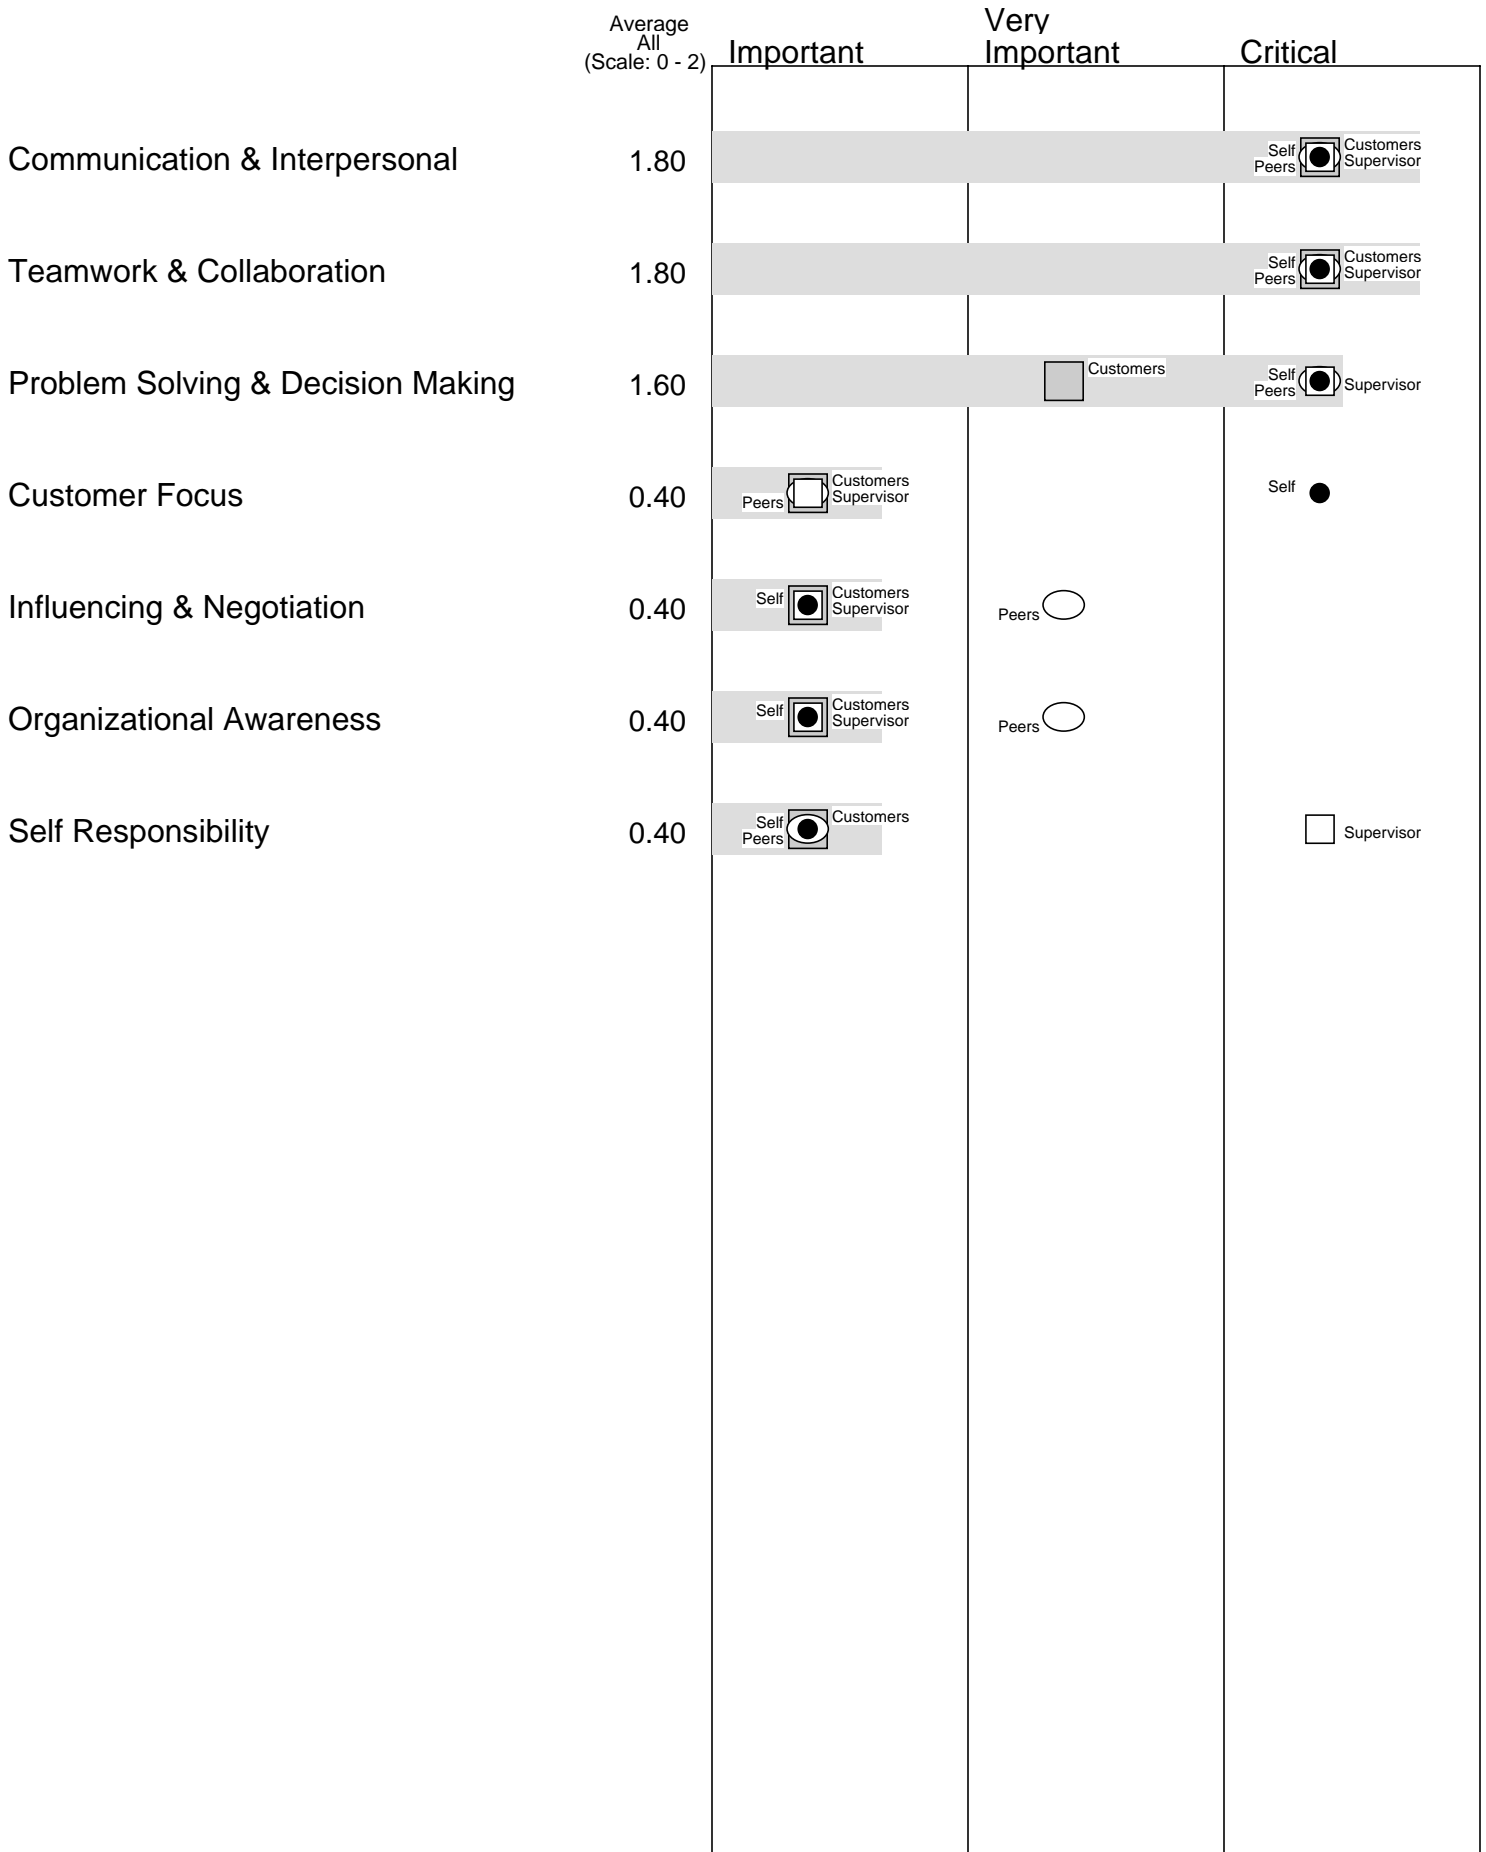 Average
All
(Scale: 0 - 2)
Important
Very
Important
Critical
Communication & Interpersonal
1.80
Self
Peers
Customers
Supervisor
Teamwork & Collaboration
1.80
Self
Peers
Customers
Supervisor
Problem Solving & Decision Making
1.60
Customers
Self
Peers
Supervisor
Customer Focus
0.40
Peers
Customers
Supervisor
Self
Influencing & Negotiation
0.40
Self
Customers
Supervisor
Peers
Organizational Awareness
0.40
Self
Customers
Supervisor
Peers
Self Responsibility
0.40
Self
Peers
Customers
Supervisor